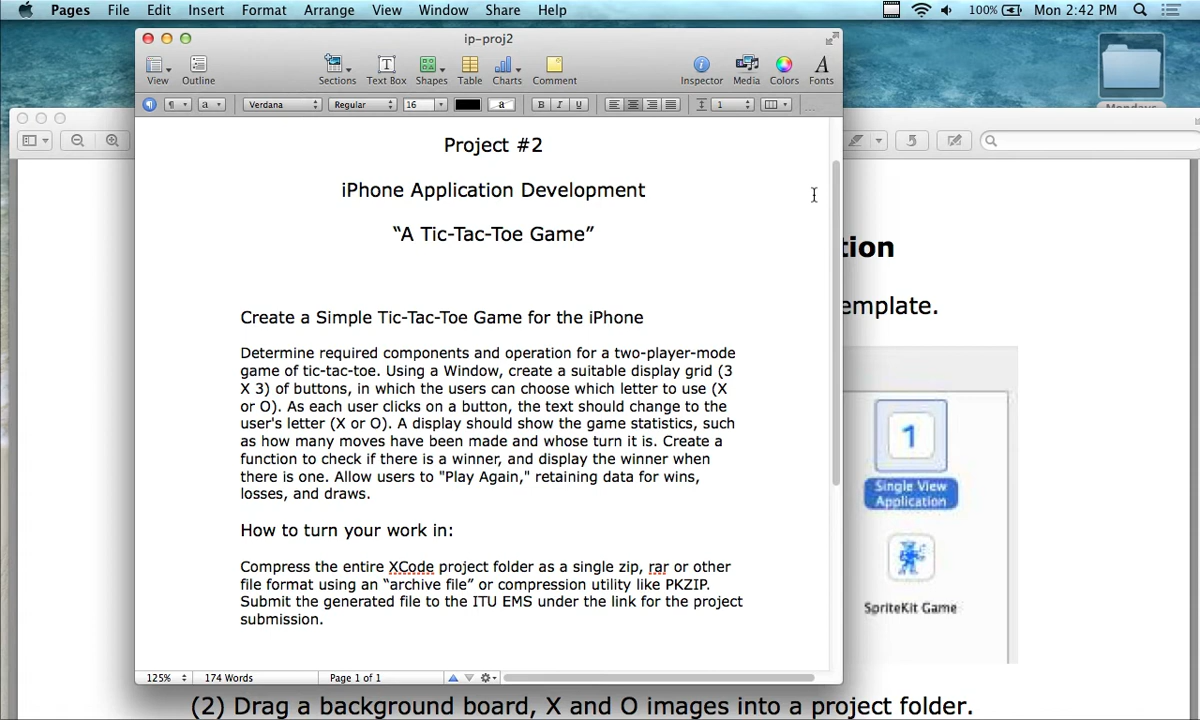 Pages File Edit Insert Format Arrange View Window Share Help 100% Mon 2:42 PM
ip-proj2
View Outline Sections Text Box Shapes Table Charts Comment Inspector Media Colors Fonts
Verdana Regular 16 a B I U 1
Project #2
iPhone Application Development
“A Tic-Tac-Toe Game”
Create a Simple Tic-Tac-Toe Game for the iPhone
Determine required components and operation for a two-player-mode
game of tic-tac-toe. Using a Window, create a suitable display grid (3
X 3) of buttons, in which the users can choose which letter to use (X
or O). As each user clicks on a button, the text should change to the
user's letter (X or O). A display should show the game statistics, such
as how many moves have been made and whose turn it is. Create a
function to check if there is a winner, and display the winner when
there is one. Allow users to "Play Again," retaining data for wins,
losses, and draws.
How to turn your work in:
Compress the entire XCode project folder as a single zip, rar or other
file format using an “archive file” or compression utility like PKZIP.
Submit the generated file to the ITU EMS under the link for the project
submission.
125% 174 Words Page 1 of 1
tion
emplate.
1
Single View
Application
SpriteKit Game
(2) Drag a background board, X and O images into a project folder.